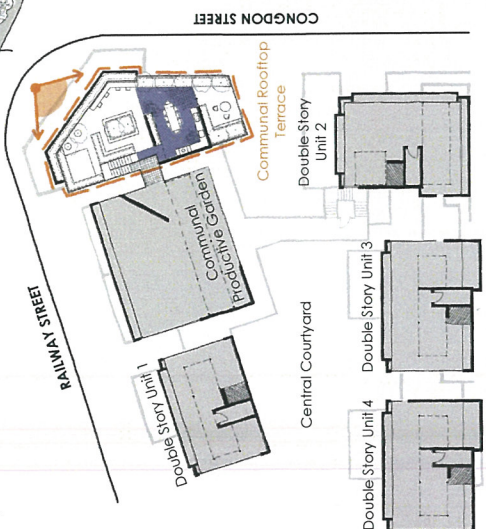 CONGDON STREET
Communal Rooftop
Terrace
Double Story
Unit 2
Communal
Productive Garden
RAILWAY STREET
Double Story Unit 3
Central Courtyard
Double Story Unit 1
Double Story Unit 4